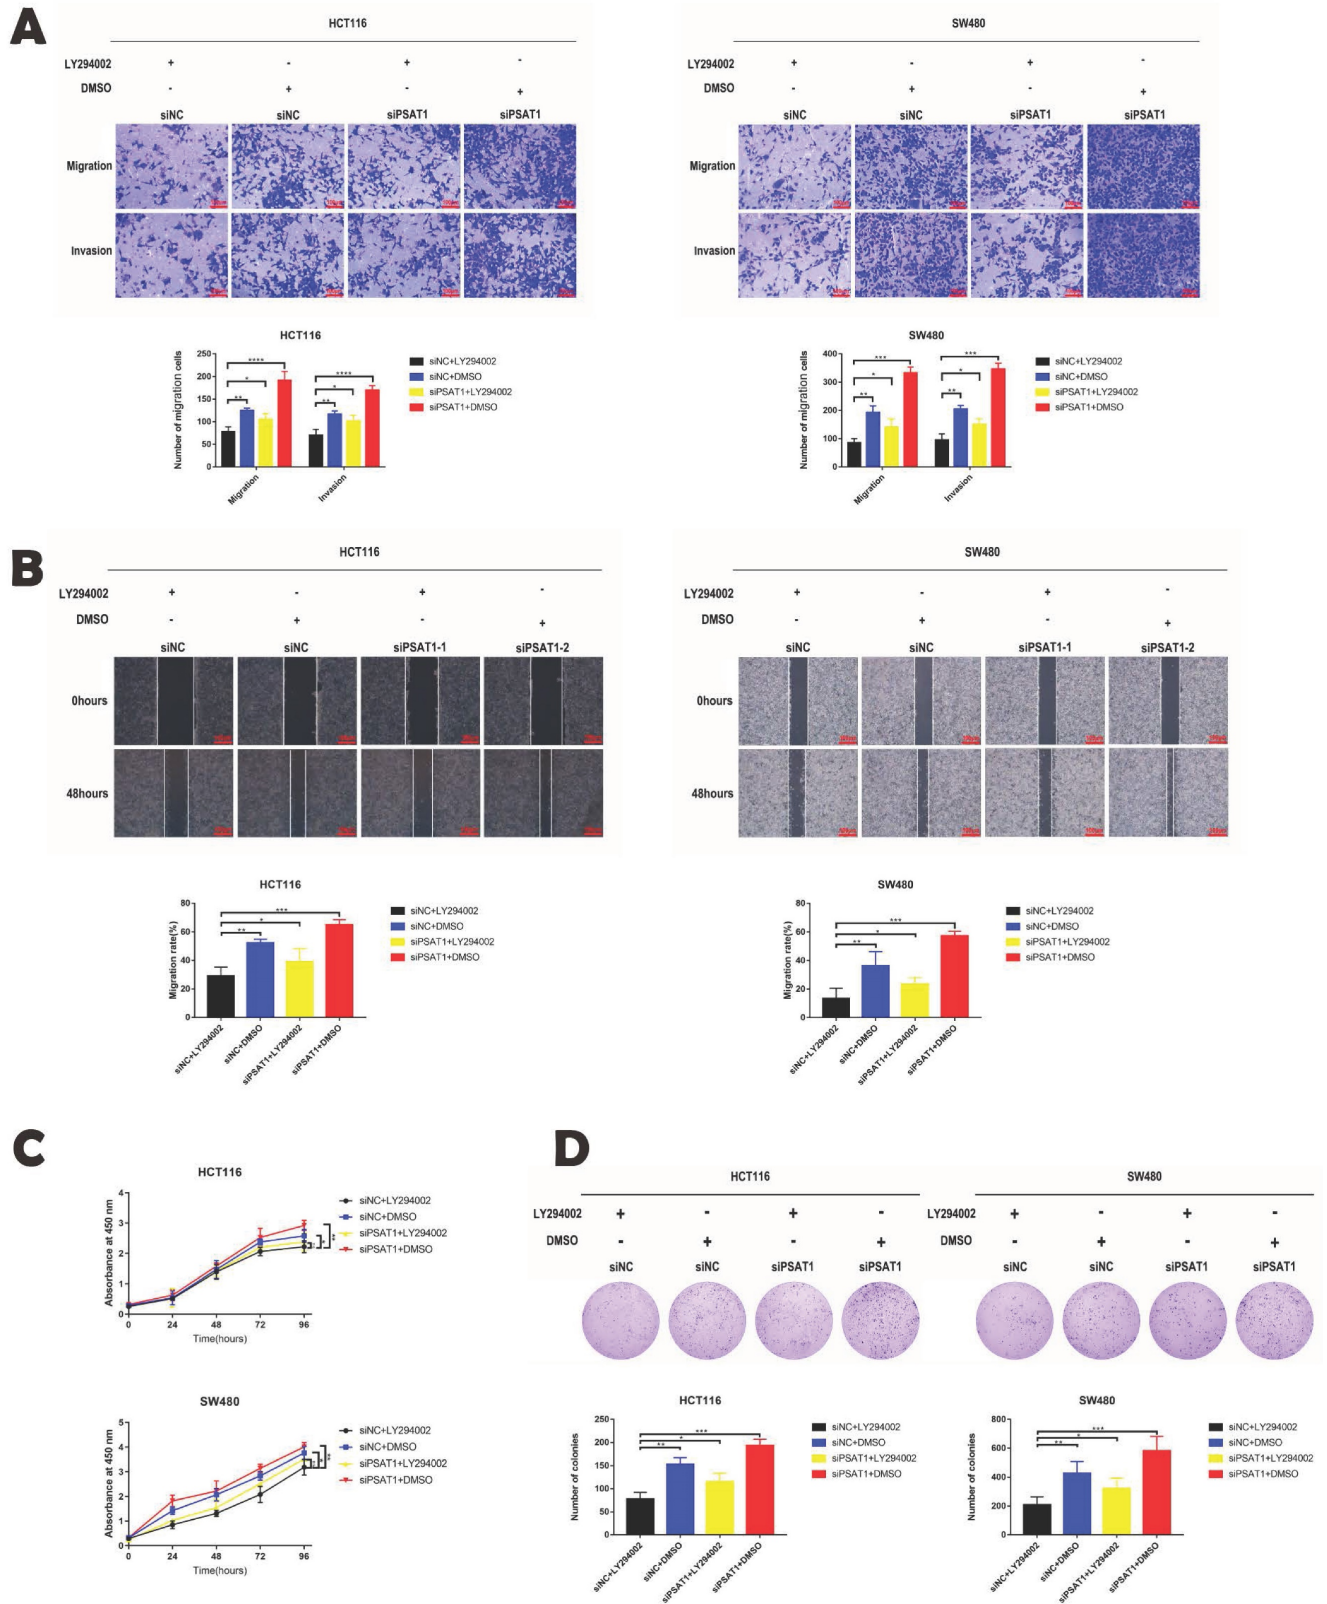 A
HCT116
LY294002 + - + -
DMSO - + - +
siNC siNC siPSAT1 siPSAT1
Migration
Invasion
SW480
LY294002 + - + -
DMSO - + - +
siNC siNC siPSAT1 siPSAT1
Migration
Invasion
HCT116
Number of migration cells
250
200
150
100
50
0
**
*
****
**
*
****
Migration
Invasion
siNC+LY294002
siNC+DMSO
siPSAT1+LY294002
siPSAT1+DMSO
SW480
Number of migration cells
400
300
200
100
0
**
*
***
**
*
***
Migration
Invasion
siNC+LY294002
siNC+DMSO
siPSAT1+LY294002
siPSAT1+DMSO
B
HCT116
LY294002 + - + -
DMSO - + - +
siNC siNC siPSAT1-1 siPSAT1-2
0hours
48hours
SW480
LY294002 + - + -
DMSO - + - +
siNC siNC siPSAT1-1 siPSAT1-2
0hours
48hours
HCT116
Migration rate(%)
80
60
40
20
0
***
*
**
siNC+LY294002
siNC+DMSO
siPSAT1+LY294002
siPSAT1+DMSO
siNC+LY294002
siNC+DMSO
siPSAT1+LY294002
siPSAT1+DMSO
SW480
Migration rate(%)
80
60
40
20
0
***
*
**
siNC+LY294002
siNC+DMSO
siPSAT1+LY294002
siPSAT1+DMSO
siNC+LY294002
siNC+DMSO
siPSAT1+LY294002
siPSAT1+DMSO
C
HCT116
Absorbance at 450 nm
4
3
2
1
0
0 24 48 72 96
Time(hours)
siNC+LY294002
siNC+DMSO
siPSAT1+LY294002
siPSAT1+DMSO
SW480
Absorbance at 450 nm
5
4
3
2
1
0
0 24 48 72 96
Time(hours)
siNC+LY294002
siNC+DMSO
siPSAT1+LY294002
siPSAT1+DMSO
D
HCT116
LY294002 + - + -
DMSO - + - +
siNC siNC siPSAT1 siPSAT1
SW480
LY294002 + - + -
DMSO - + - +
siNC siNC siPSAT1 siPSAT1
HCT116
Number of colonies
250
200
150
100
50
0
***
*
**
siNC+LY294002
siNC+DMSO
siPSAT1+LY294002
siPSAT1+DMSO
siNC+LY294002
siNC+DMSO
siPSAT1+LY294002
siPSAT1+DMSO
SW480
Number of colonies
800
600
400
200
0
***
*
**
siNC+LY294002
siNC+DMSO
siPSAT1+LY294002
siPSAT1+DMSO
siNC+LY294002
siNC+DMSO
siPSAT1+LY294002
siPSAT1+DMSO